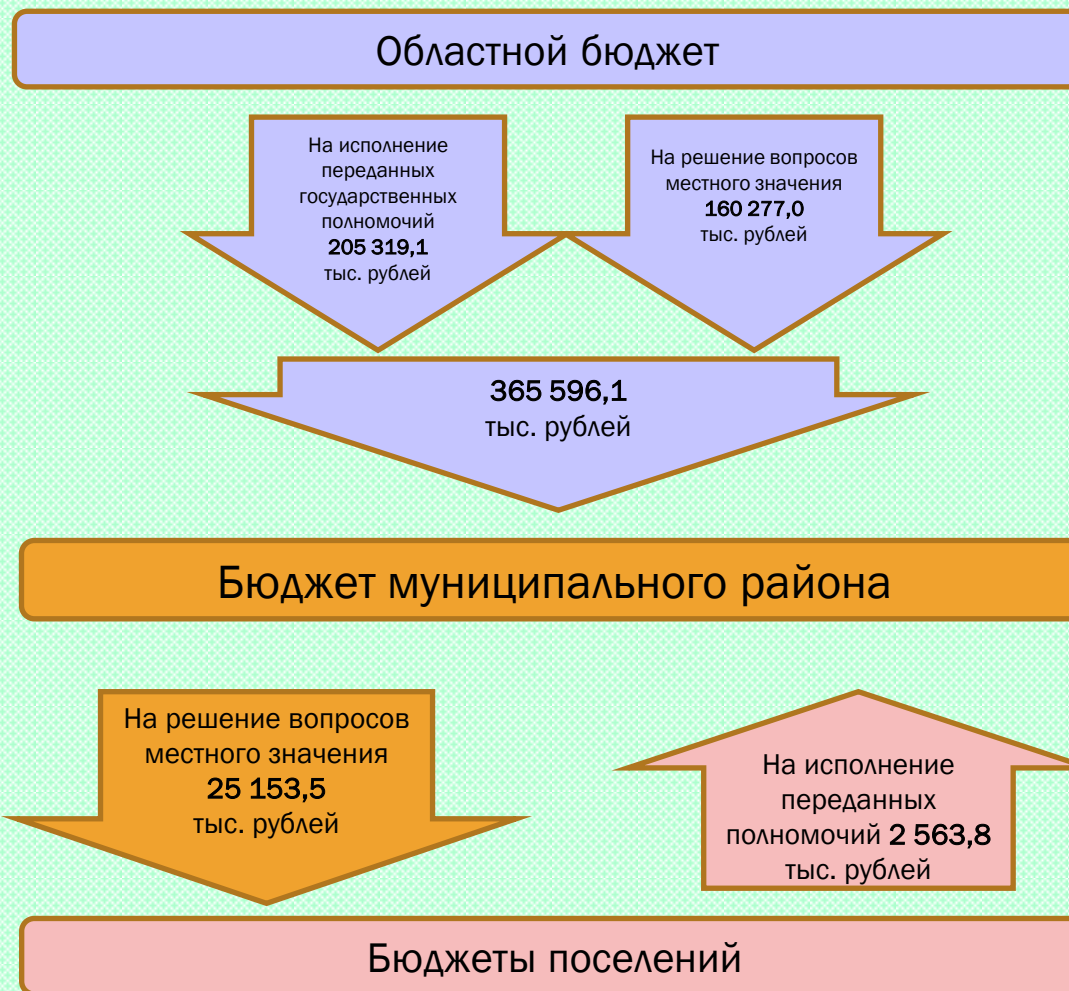 Областной бюджет
На исполнение
переданных
государственных
полномочий
205 319,1
тыс. рублей
На решение вопросов
местного значения
160 277,0
тыс. рублей
365 596,1
тыс. рублей
Бюджет муниципального района
На решение вопросов
местного значения
25 153,5
тыс. рублей
На исполнение
переданных
полномочий 2 563,8
тыс. рублей
Бюджеты поселений